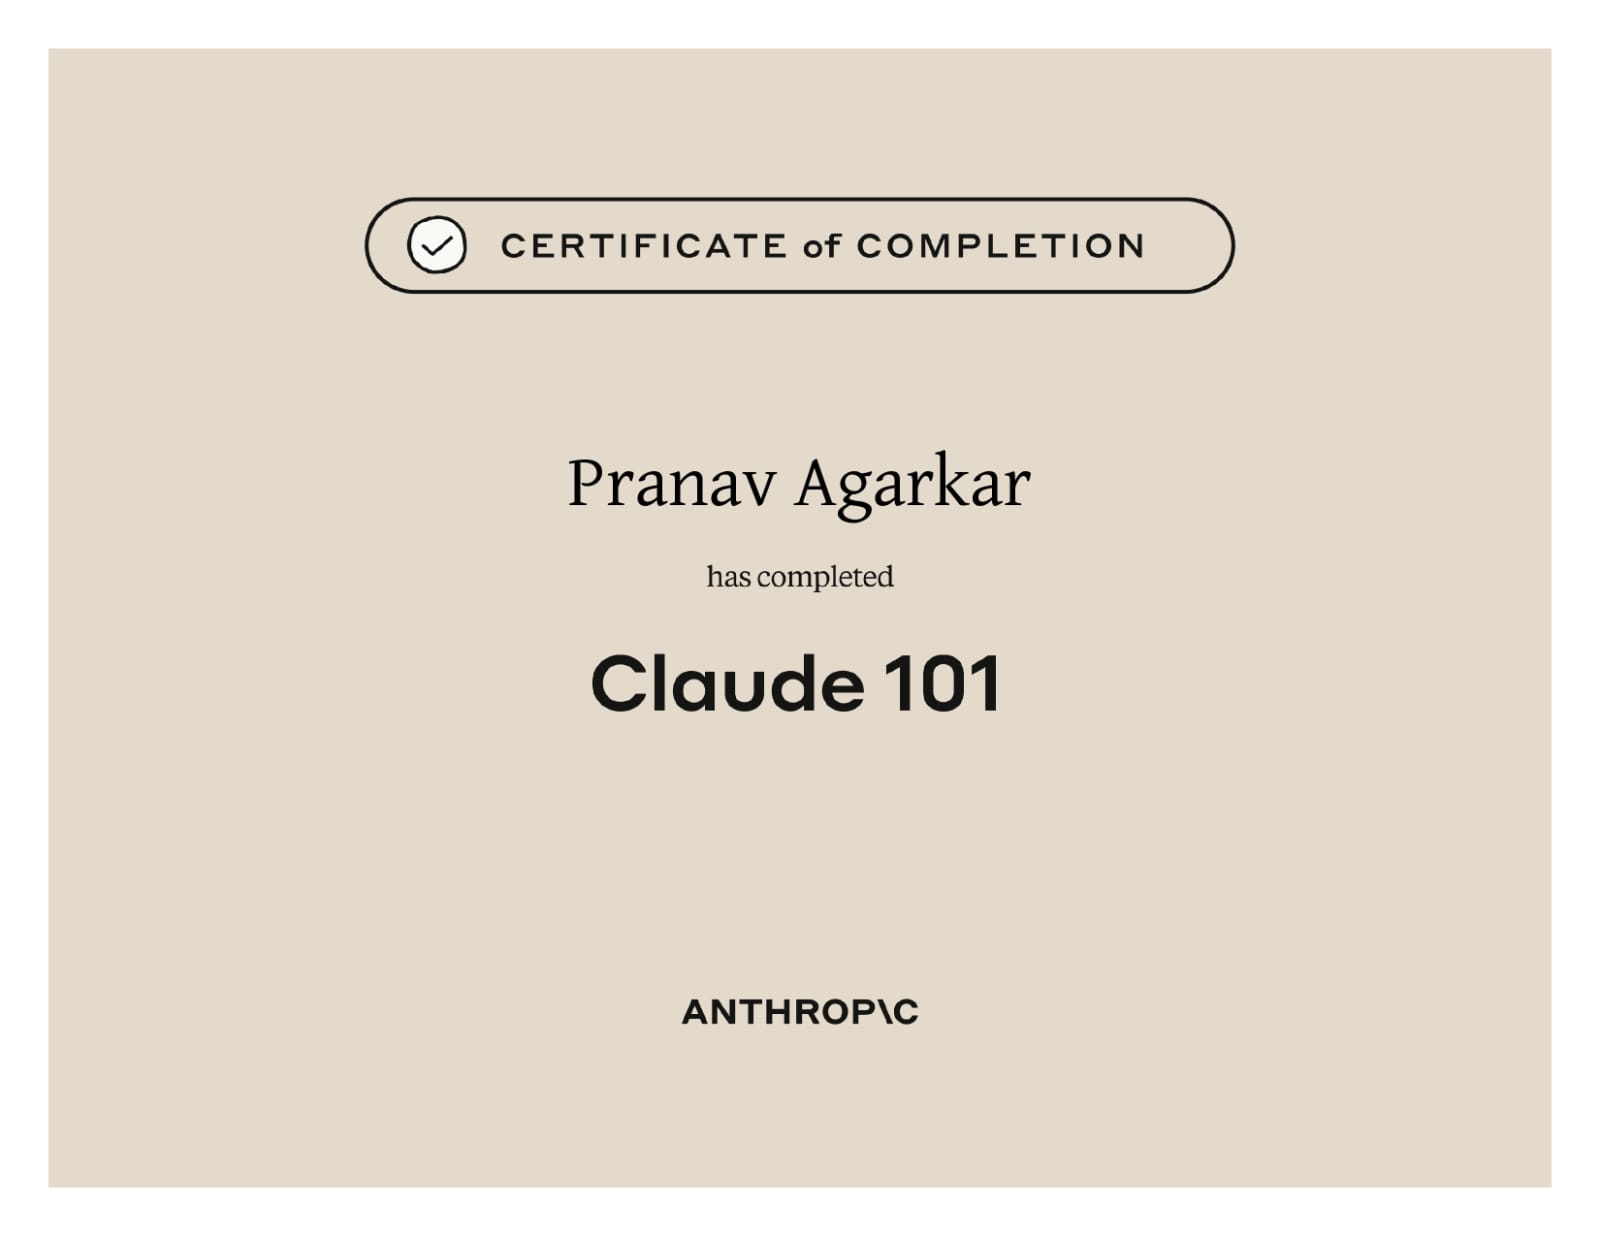 CERTIFICATE of COMPLETION
Pranav Agarkar
has completed
Claude 101
ANTHROP\C